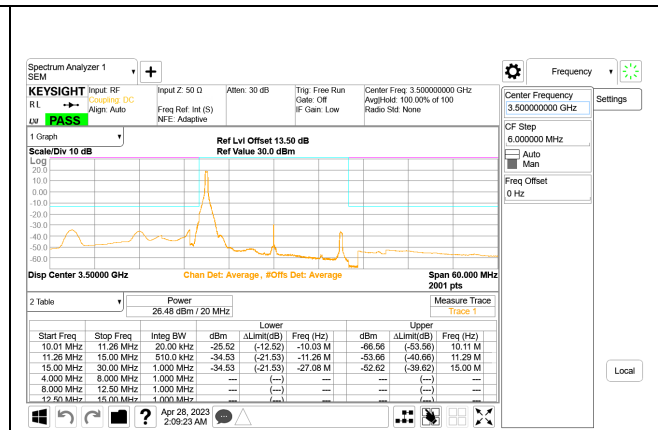 Spectrum Analyzer 1
SEM
Frequency
KEYSIGHT
RL
PASS
Input: RF
Coupling: DC
Align: Auto
Input Z: 50 Ω
Freq Ref: Int (S)
NFE: Adaptive
Atten: 30 dB
Trig: Free Run
Gate: Off
IF Gain: Low
Center Freq: 3.500000000 GHz
Avg|Hold: 100.00% of 100
Radio Std: None
Center Frequency
3.500000000 GHz
Settings
CF Step
6.000000 MHz
Auto
Man
Freq Offset
0 Hz
1 Graph
Scale/Div 10 dB
Ref Lvl Offset 13.50 dB
Ref Value 30.0 dBm
Log
20.0
10.0
0.00
-10.0
-20.0
-30.0
-40.0
-50.0
-60.0
Disp Center 3.50000 GHz
Chan Det: Average, #Offs Det: Average
Span 60.000 MHz
2001 pts
2 Table
Power
26.48 dBm / 20 MHz
Measure Trace
Trace 1
Lower Upper
Start Freq Stop Freq Integ BW dBm ΔLimit(dB) Freq (Hz) dBm ΔLimit(dB) Freq (Hz)
10.01 MHz 11.26 MHz 20.00 kHz -25.52 (-12.52) -10.03 M -66.56 (-53.56) 10.11 M
11.26 MHz 15.00 MHz 510.0 kHz -34.53 (-21.53) -11.26 M -53.66 (-40.66) 11.29 M
15.00 MHz 30.00 MHz 1.000 MHz -34.53 (-21.53) -27.08 M -52.62 (-39.62) 15.00 M
4.000 MHz 8.000 MHz 1.000 MHz --- (---) --- --- (---) ---
8.000 MHz 12.50 MHz 1.000 MHz --- (---) --- --- (---) ---
12.50 MHz 15.00 MHz 1.000 MHz --- (---) --- --- (---) ---
Local
?
Apr 28, 2023
2:09:23 AM